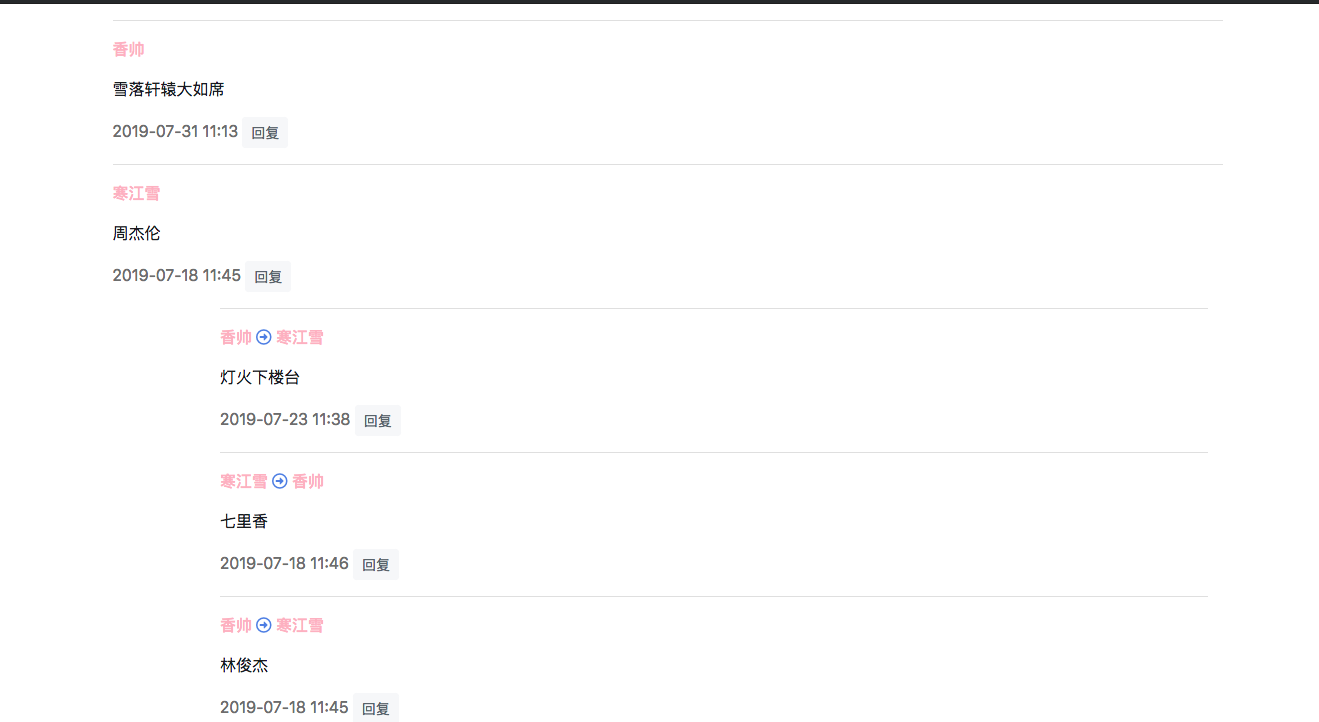 香帅
雪落轩辕大如席
2019-07-31 11:13 回复
寒江雪
周杰伦
2019-07-18 11:45 回复
香帅 寒江雪
灯火下楼台
2019-07-23 11:38 回复
寒江雪 香帅
七里香
2019-07-18 11:46 回复
香帅 寒江雪
林俊杰
2019-07-18 11:45 回复